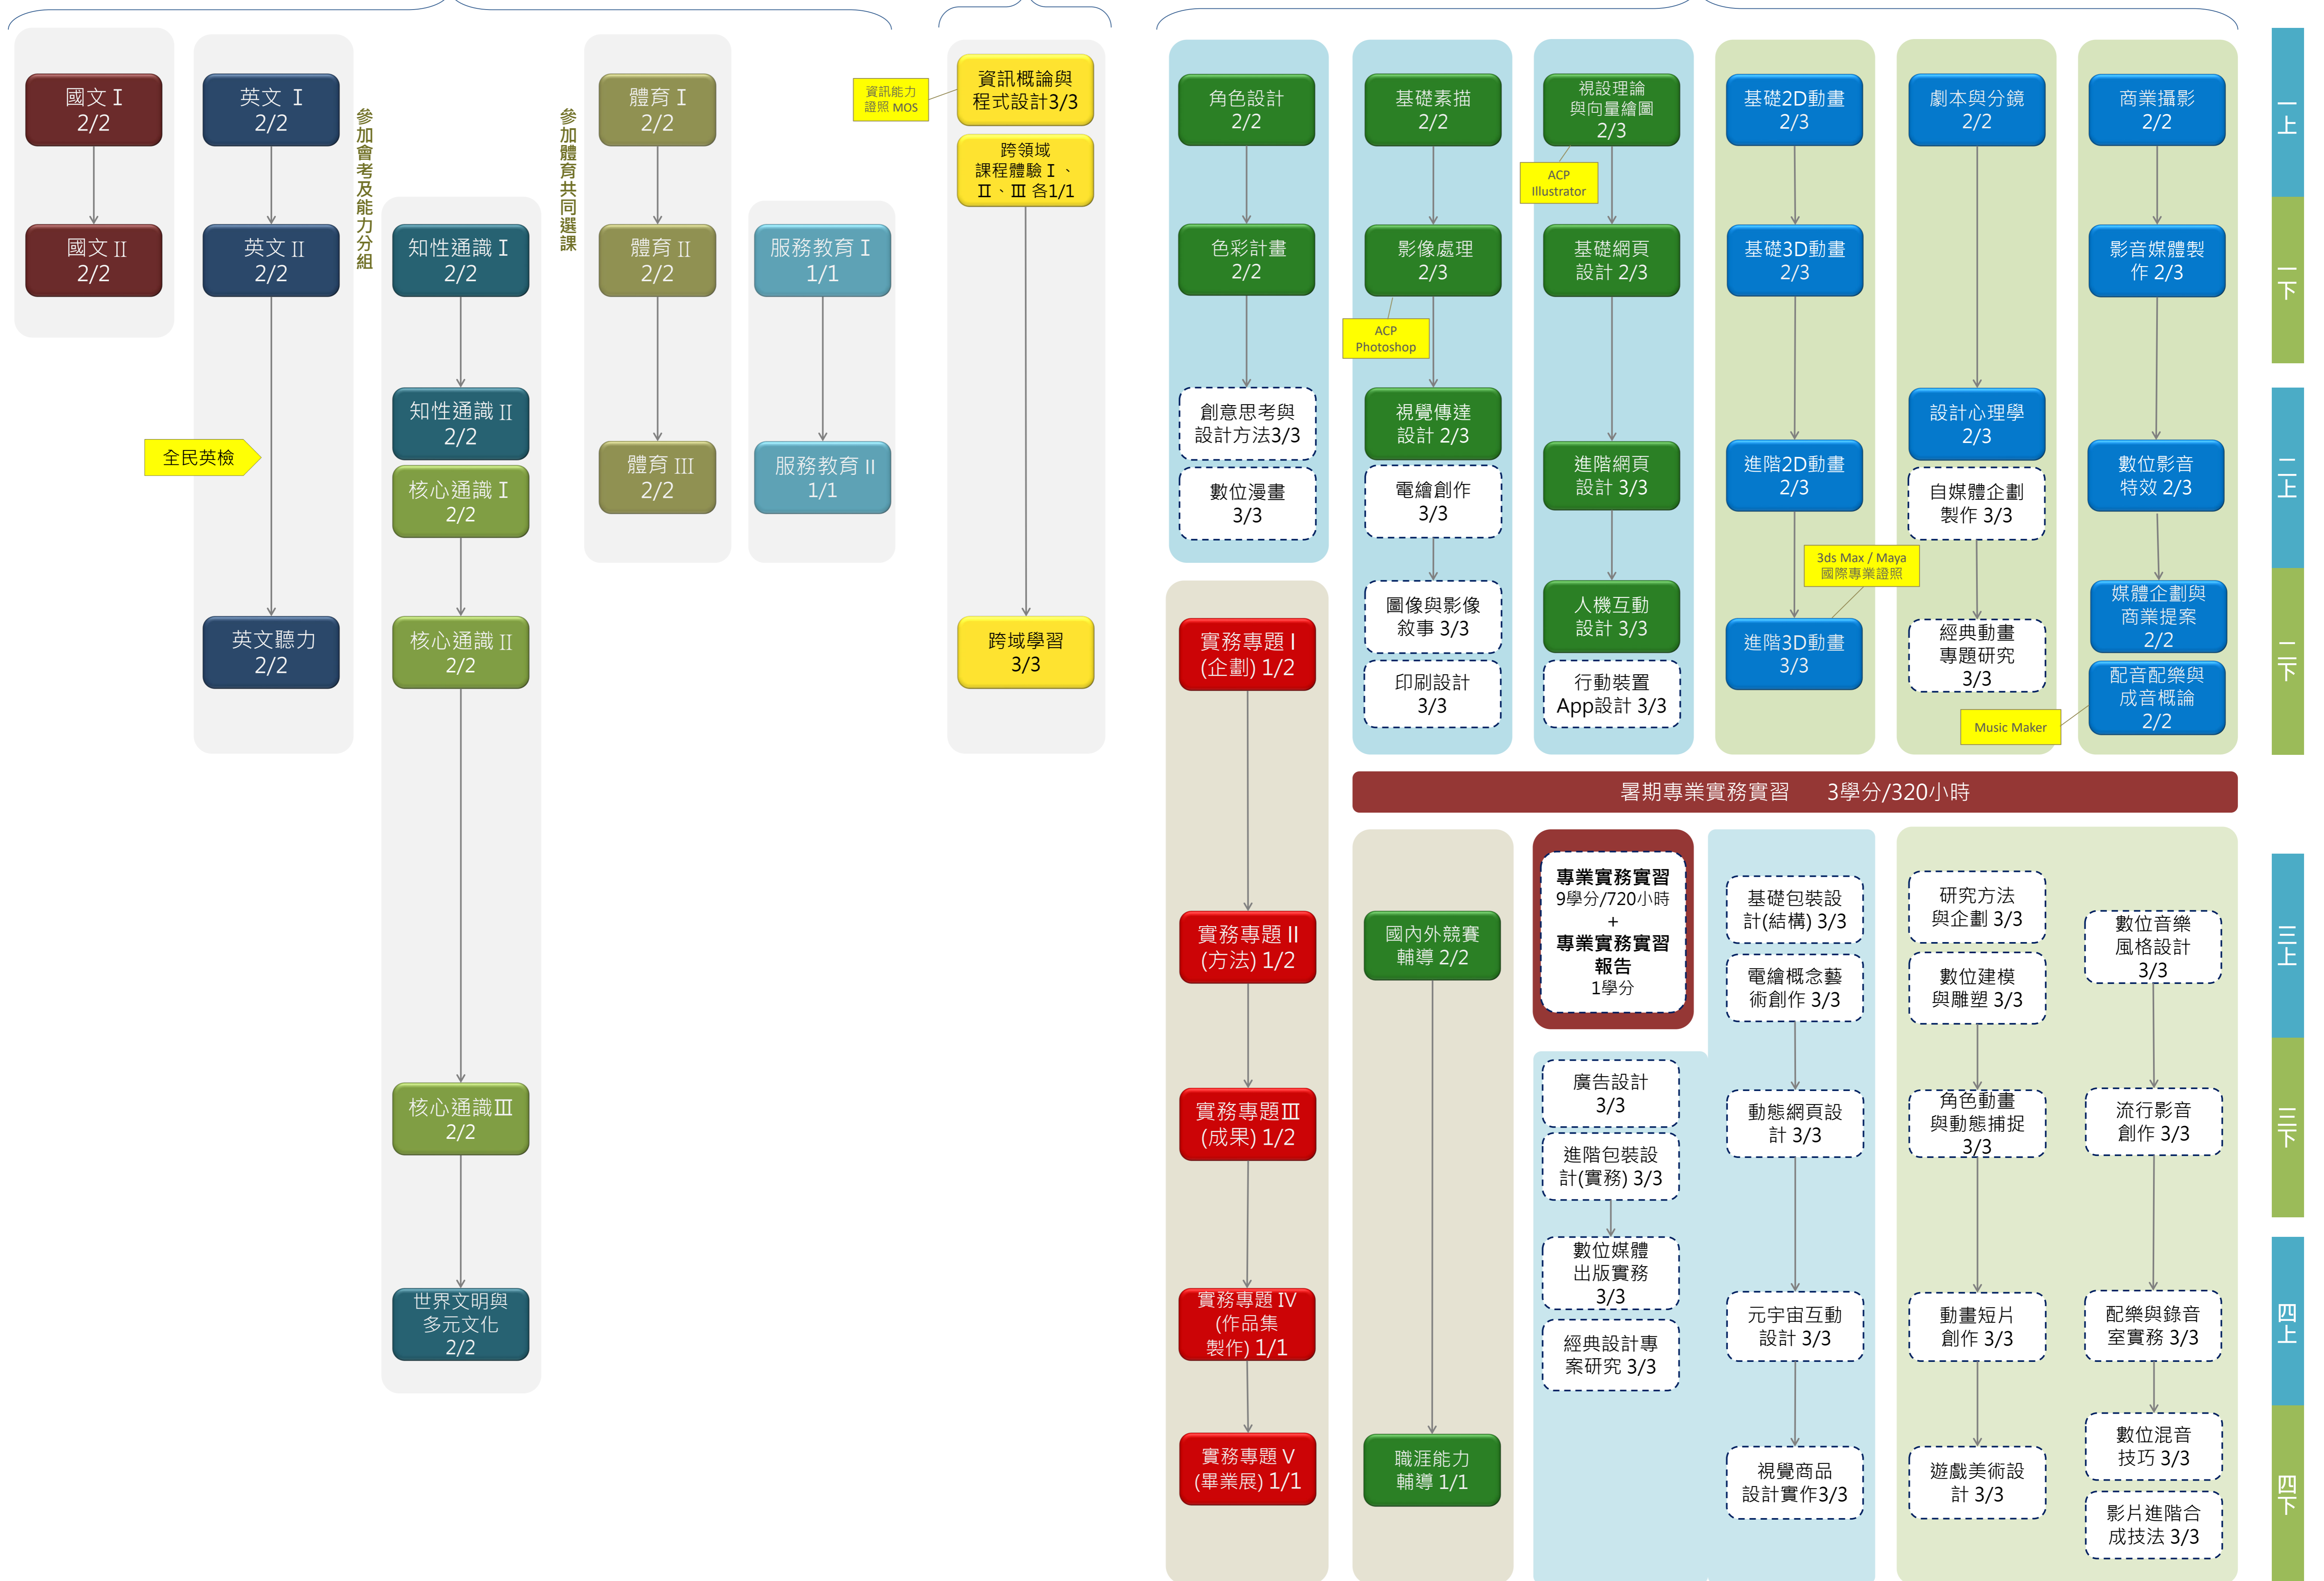 國文 I
2/2
國文 II
2/2
英文 I
2/2
英文 II
2/2
全民英檢
英文聽力
2/2
參加會考及能力分組
知性通識 I
2/2
知性通識 II
2/2
核心通識 I
2/2
核心通識 II
2/2
核心通識Ⅲ
2/2
世界文明與
多元文化
2/2
參加體育共同選課
體育 I
2/2
體育 II
2/2
體育 III
2/2
服務教育 I
1/1
服務教育 II
1/1
資訊能力
證照 MOS
資訊概論與
程式設計3/3
跨領域
課程體驗 I 、
Ⅱ、Ⅲ 各1/1
跨域學習
3/3
角色設計
2/2
色彩計畫
2/2
創意思考與
設計方法3/3
數位漫畫
3/3
實務專題 I
(企劃) 1/2
實務專題 II
(方法) 1/2
實務專題Ⅲ
(成果) 1/2
實務專題 IV
(作品集
製作) 1/1
實務專題 V
(畢業展) 1/1
基礎素描
2/2
影像處理
2/3
ACP
Photoshop
視覺傳達
設計 2/3
電繪創作
3/3
圖像與影像
敘事 3/3
印刷設計
3/3
視設理論
與向量繪圖
2/3
ACP
Illustrator
基礎網頁
設計 2/3
進階網頁
設計 3/3
人機互動
設計 3/3
行動裝置
App設計 3/3
基礎2D動畫
2/3
基礎3D動畫
2/3
進階2D動畫
2/3
3ds Max / Maya
國際專業證照
進階3D動畫
3/3
劇本與分鏡
2/2
設計心理學
2/3
自媒體企劃
製作 3/3
經典動畫
專題研究
3/3
商業攝影
2/2
影音媒體製
作 2/3
數位影音
特效 2/3
媒體企劃與
商業提案
2/2
配音配樂與
成音概論
2/2
Music Maker
暑期專業實務實習 3學分/320小時
國內外競賽
輔導 2/2
職涯能力
輔導 1/1
專業實務實習
9學分/720小時
+
專業實務實習
報告
1學分
廣告設計
3/3
進階包裝設
計(實務) 3/3
數位媒體
出版實務
3/3
經典設計專
案研究 3/3
基礎包裝設
計(結構) 3/3
電繪概念藝
術創作 3/3
動態網頁設
計 3/3
元宇宙互動
設計 3/3
視覺商品
設計實作3/3
研究方法
與企劃 3/3
數位建模
與雕塑 3/3
角色動畫
與動態捕捉
3/3
動畫短片
創作 3/3
遊戲美術設
計 3/3
數位音樂
風格設計
3/3
流行影音
創作 3/3
配樂與錄音
室實務 3/3
數位混音
技巧 3/3
影片進階合
成技法 3/3
一上
一下
二上
二下
三上
三下
四上
四下